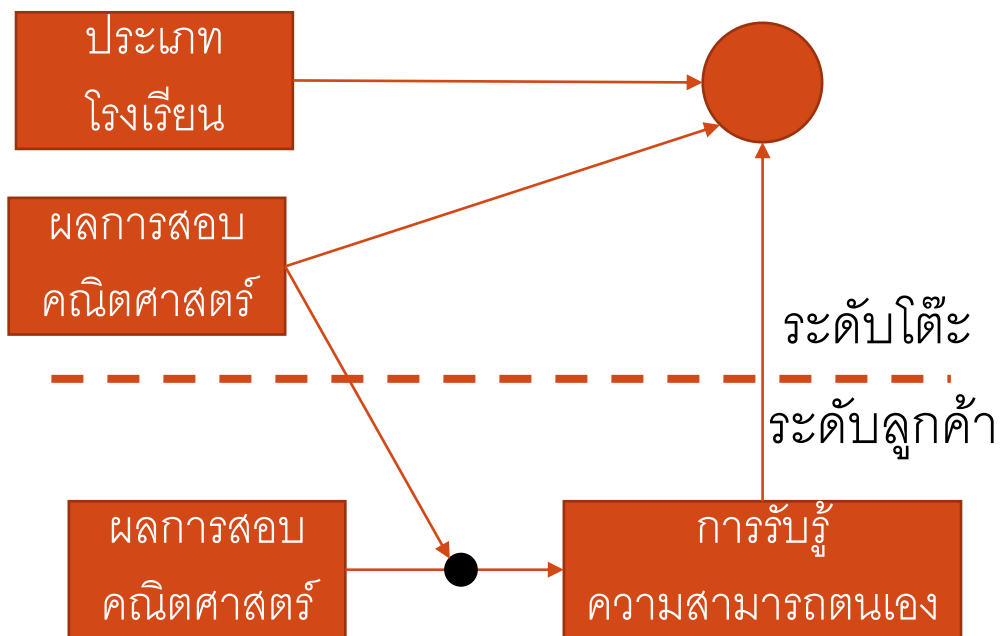 ประเภท
โรงเรียน
ผลการสอบ
คณิตศาสตร์
ระดับโต๊ะ
ระดับลูกค้า
ผลการสอบ
คณิตศาสตร์
การรับรู้
ความสามารถตนเอง